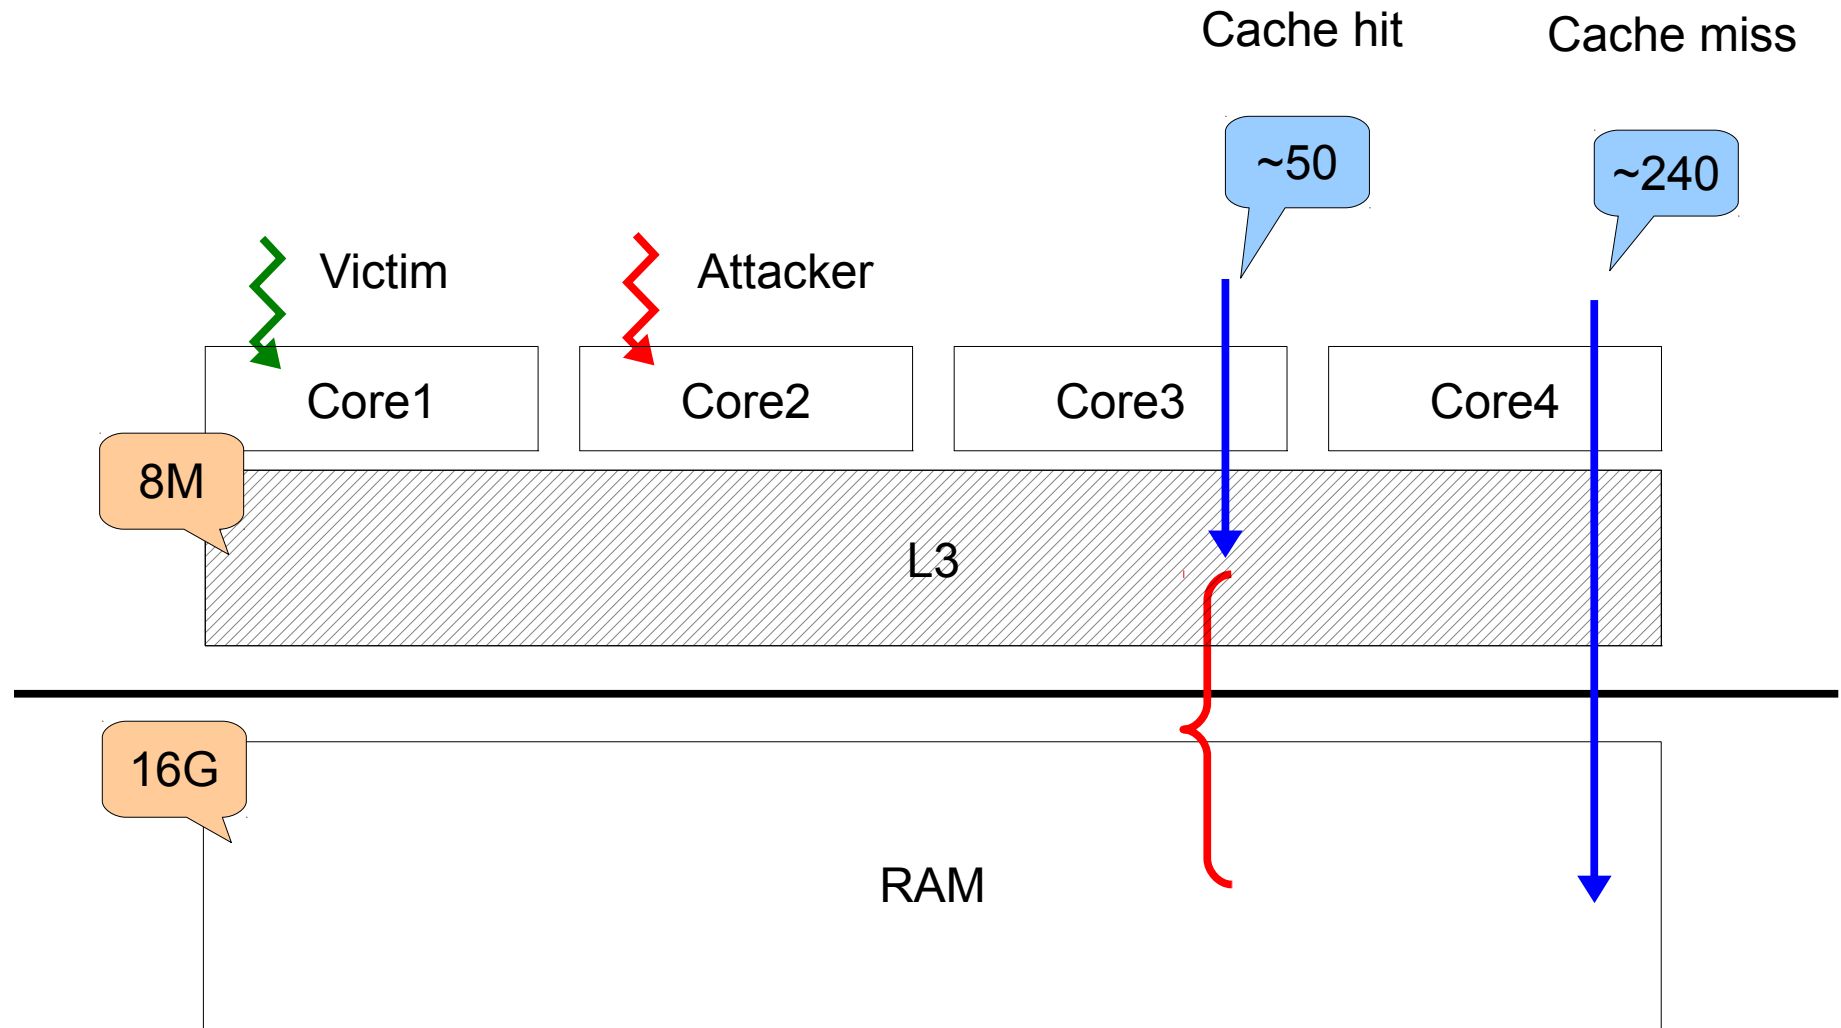 Cache hit
Cache miss
~50
~240
Victim
Attacker
Core1
Core2
Core3
Core4
8M
L3
16G
RAM